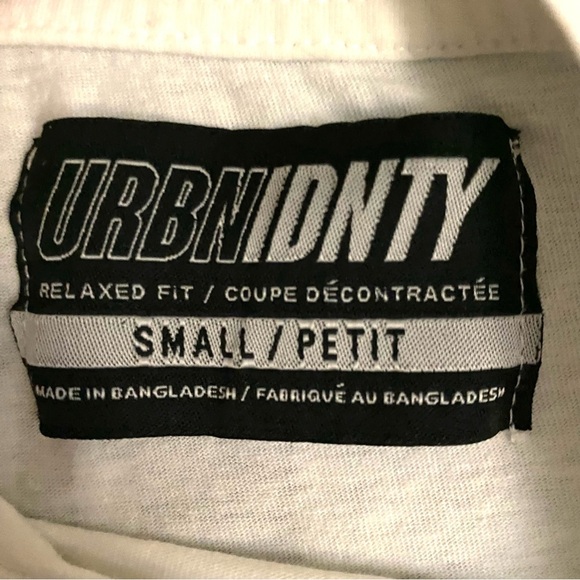 URBNIDNTY
RELAXED FIT / COUPE DÉCONTRACTÉE
SMALL / PETIT
MADE IN BANGLADESH / FABRIQUÉ AU BANGLADESH